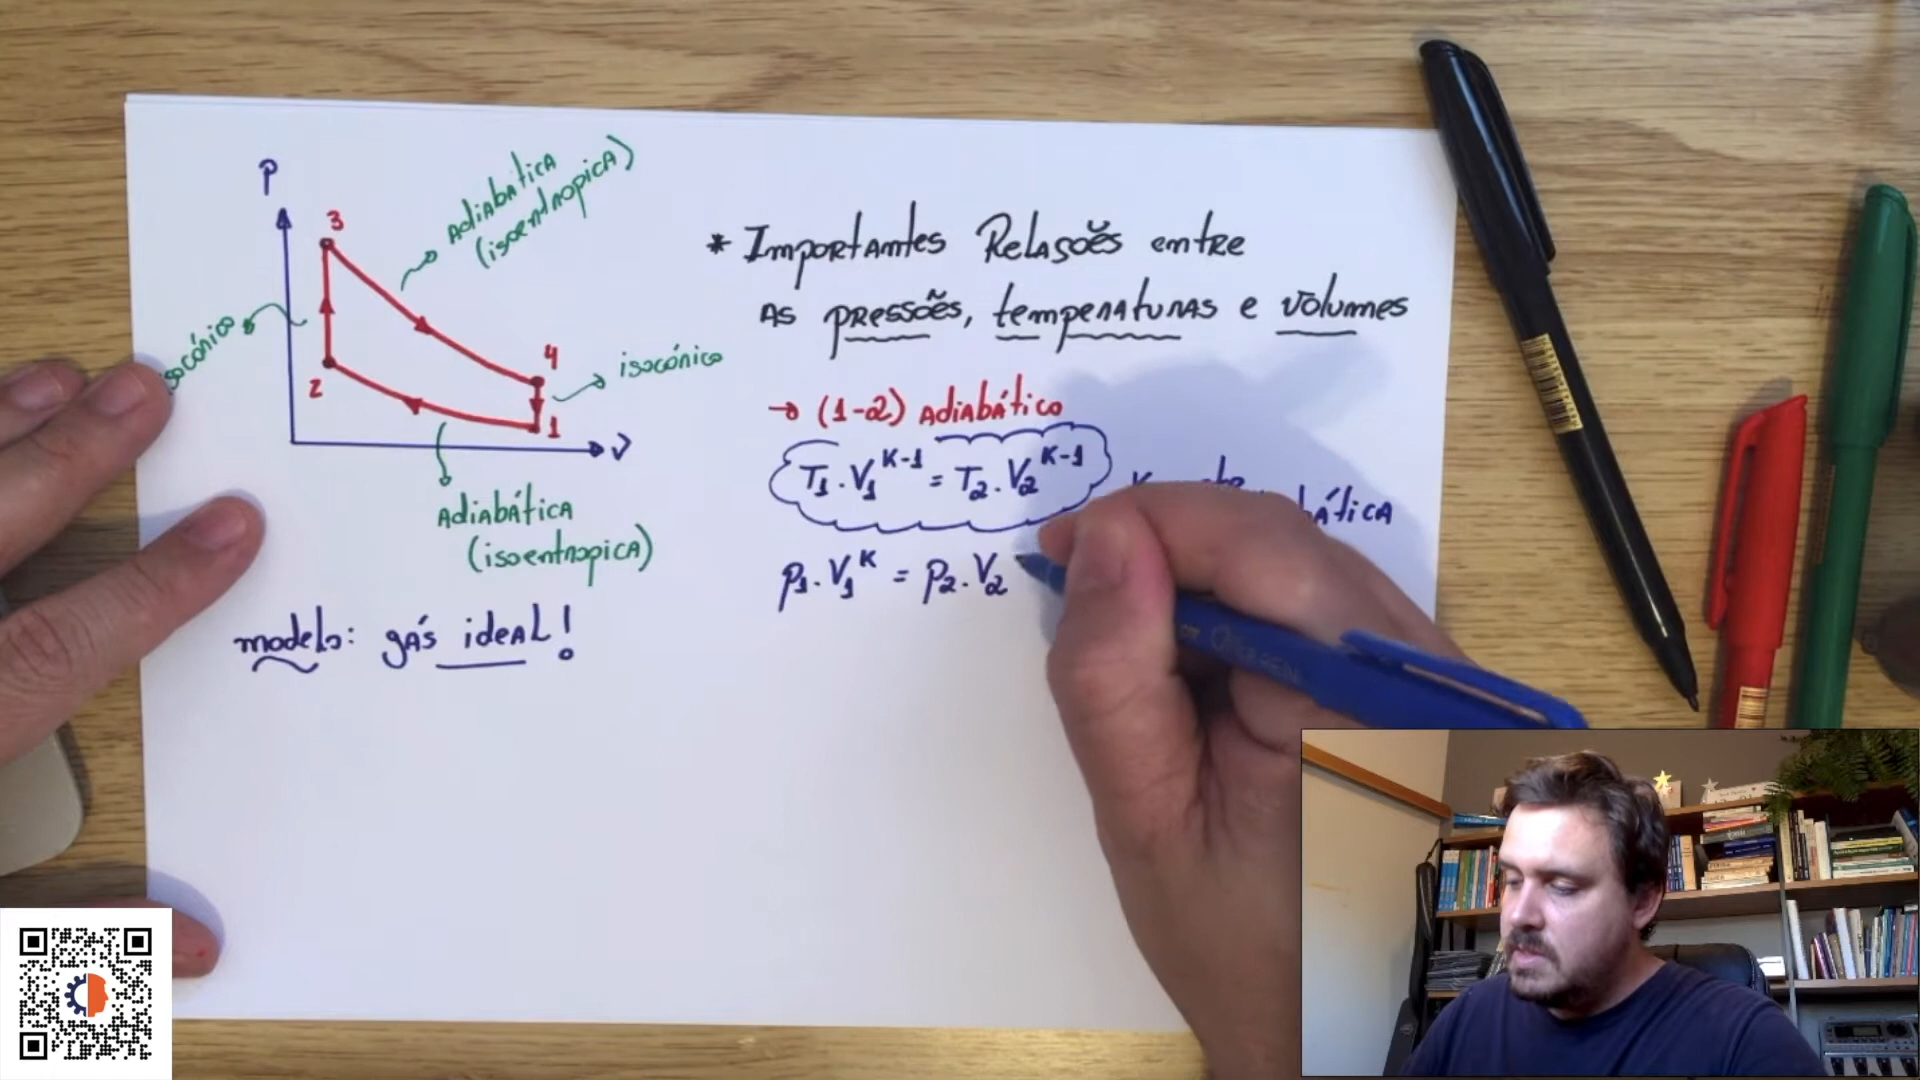 P
3
Adiabática
(isoentropica)
isocónico
2
4
isocónico
1
V
Adiabática
(isoentropica)
modelo: gás ideal!
* Importantes Relações entre
As pressões, temperaturas e volumes
→ (1-2) Adiabático
T₁.V₁^K-1 = T₂.V₂^K-1
p₁.V₁^K = p₂.V₂